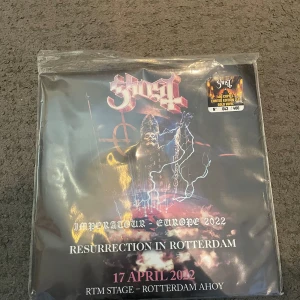 Ghost
IMPERATOUR - EUROPE 2022
RESURRECTION IN ROTTERDAM
17 APRIL 2022
RTM STAGE - ROTTERDAM AHOY